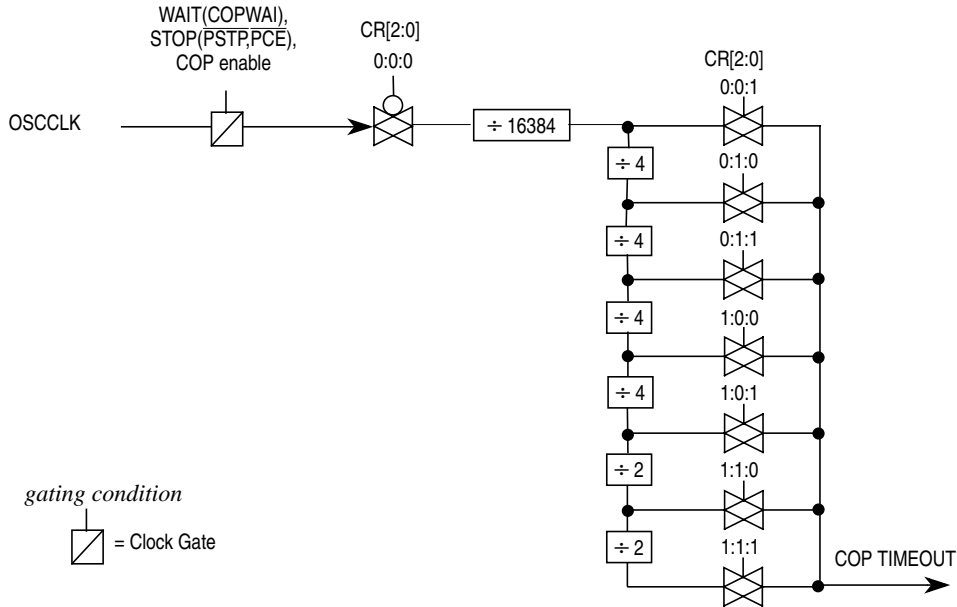 WAIT(COPWAI),
STOP(PSTP,PCE),
COP enable
CR[2:0]
0:0:0
CR[2:0]
0:0:1
OSCCLK
÷ 16384
÷ 4
0:1:0
÷ 4
0:1:1
÷ 4
1:0:0
÷ 4
1:0:1
÷ 2
1:1:0
÷ 2
1:1:1
gating condition
= Clock Gate
COP TIMEOUT